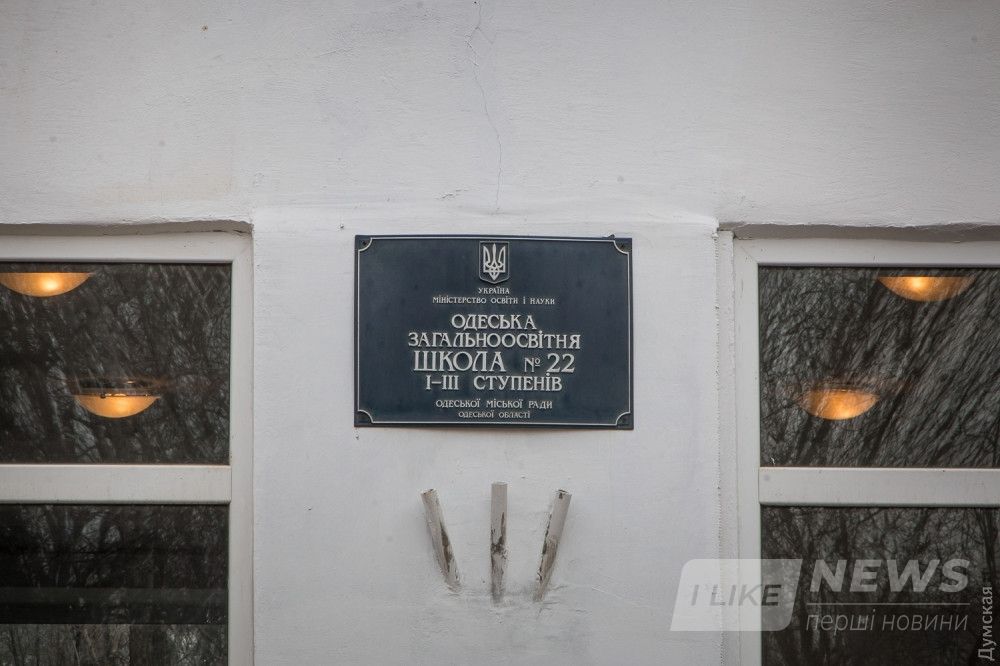 УКРАЇНА
МІНІСТЕРСТВО ОСВІТИ І НАУКИ
ОДЕСЬКА
ЗАГАЛЬНООСВІТНЯ
ШКОЛА № 22
І-ІІІ СТУПЕНІВ
ОДЕСЬКОЇ МІСЬКОЇ РАДИ
ОДЕСЬКОЇ ОБЛАСТІ
I LIKE NEWS
перші новини
Думская